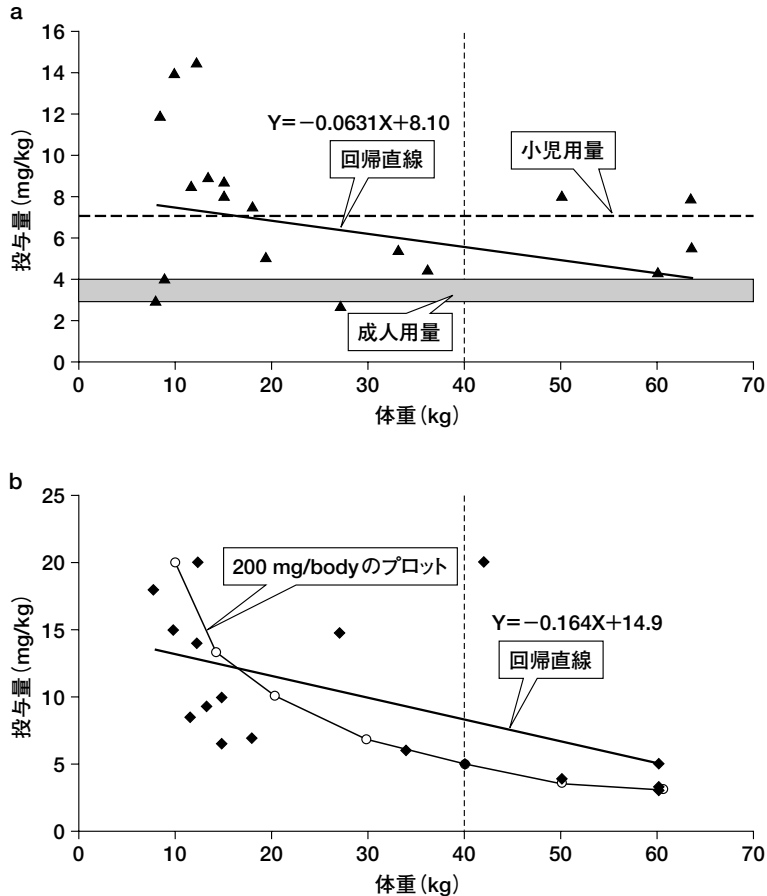 a
16
14
12
10
8
6
4
2
0
投与量(mg/kg)
Y=−0.0631X+8.10
回帰直線
小児用量
成人用量
0 10 20 30 40 50 60 70
体重(kg)
b
25
20
15
10
5
0
投与量(mg/kg)
200 mg/bodyのプロット
Y=−0.164X+14.9
回帰直線
0 10 20 30 40 50 60 70
体重(kg)